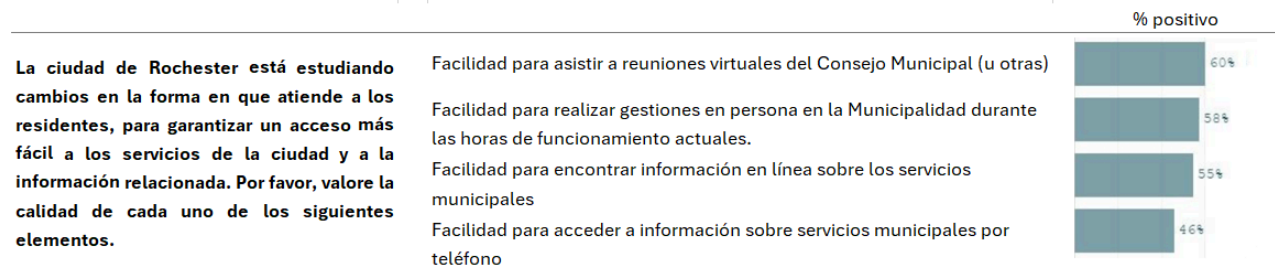 % positivo
La ciudad de Rochester está estudiando
cambios en la forma en que atiende a los
residentes, para garantizar un acceso más
fácil a los servicios de la ciudad y a la
información relacionada. Por favor, valore la
calidad de cada uno de los siguientes
elementos.
Facilidad para asistir a reuniones virtuales del Consejo Municipal (u otras)
60%
Facilidad para realizar gestiones en persona en la Municipalidad durante
las horas de funcionamiento actuales.
58%
Facilidad para encontrar información en línea sobre los servicios
municipales
55%
Facilidad para acceder a información sobre servicios municipales por
teléfono
46%